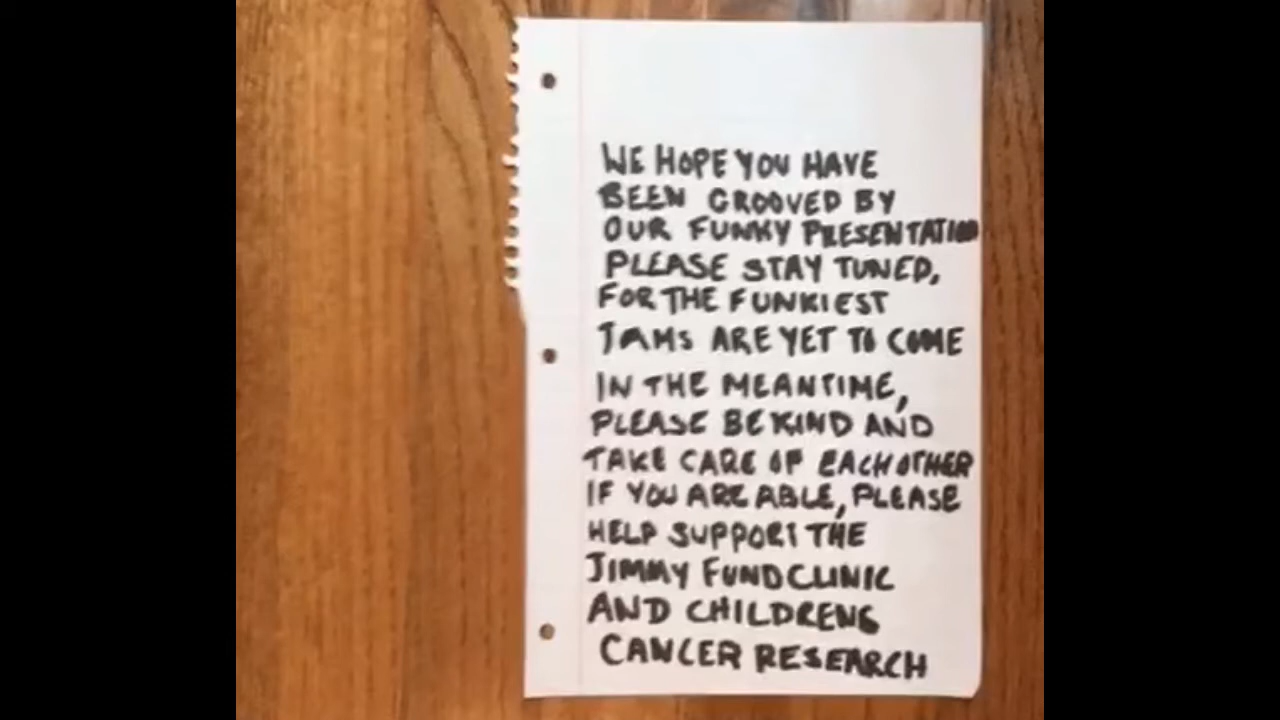 WE HOPE YOU HAVE
BEEN GROOVED BY
OUR FUNKY PRESENTATION
PLEASE STAY TUNED,
FOR THE FUNKIEST
JAMS ARE YET TO COME
IN THE MEANTIME,
PLEASE BE KIND AND
TAKE CARE OF EACH OTHER
IF YOU ARE ABLE, PLEASE
HELP SUPPORT THE
JIMMY FUND CLINIC
AND CHILDRENS
CANCER RESEARCH